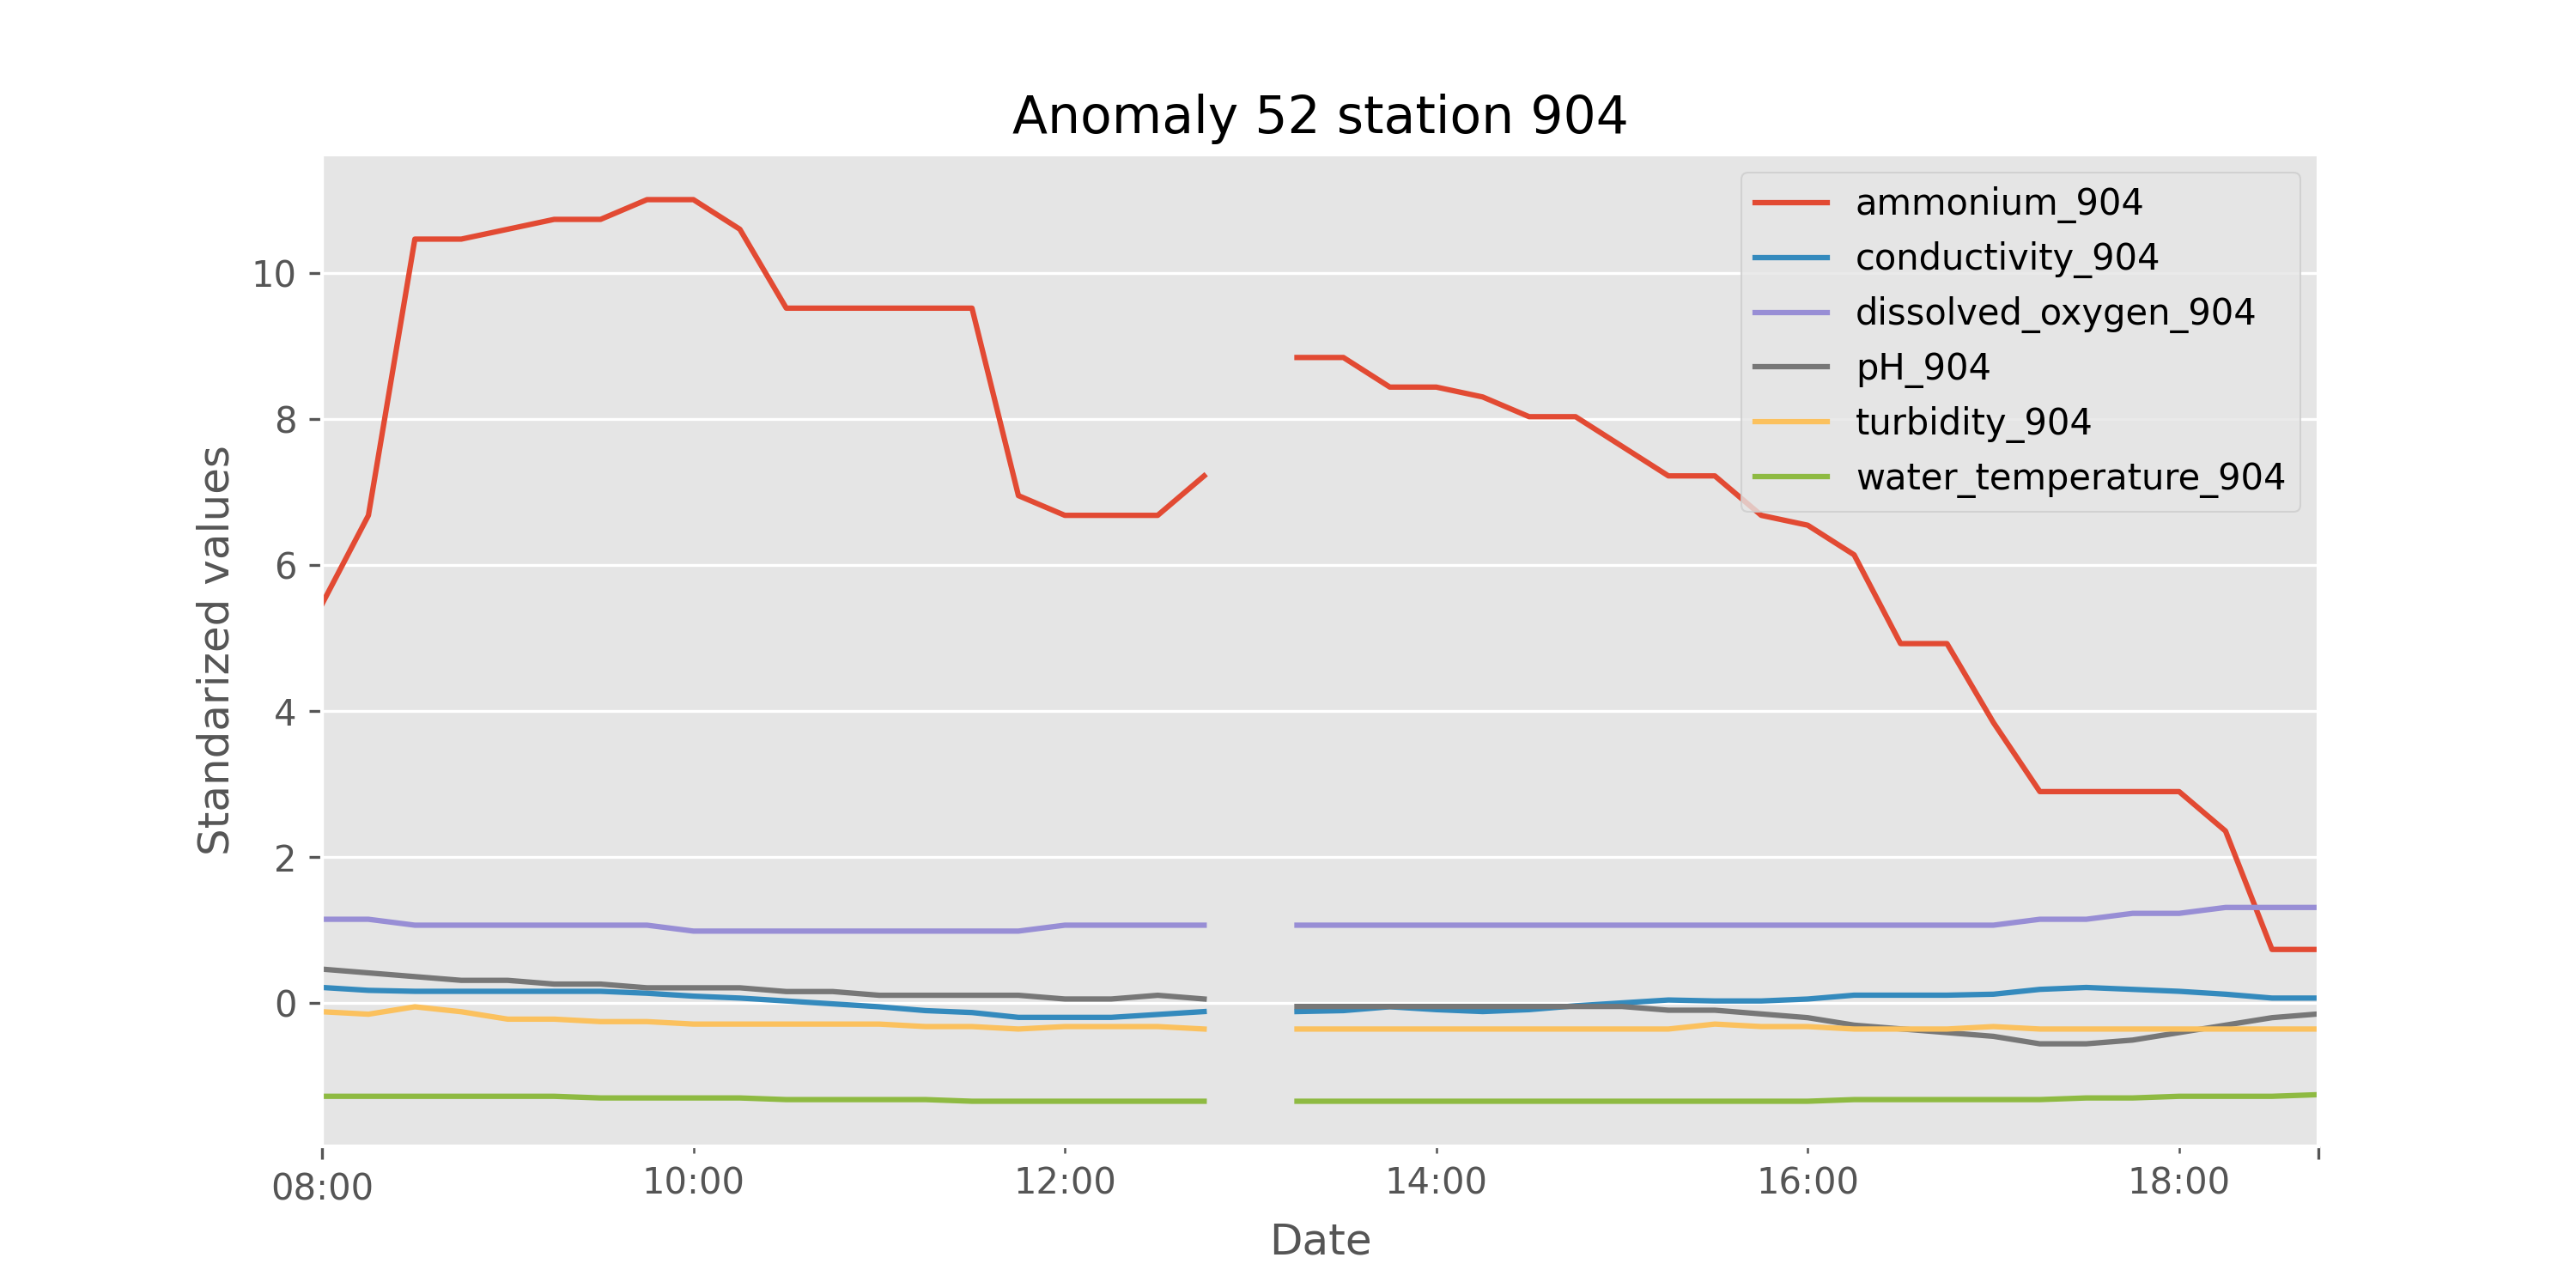 Anomaly 52 station 904
ammonium_904
conductivity_904
dissolved_oxygen_904
pH_904
turbidity_904
water_temperature_904
Standarized values
10
8
6
4
2
0
08:00
10:00
12:00
14:00
16:00
18:00
Date